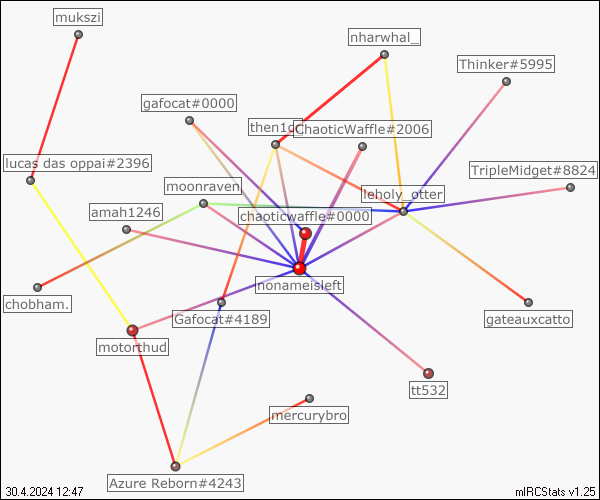 mukszi
nharwhal_
Thinker#5995
gafocat#0000
then1dr
ChaoticWaffle#2006
lucas das oppai#2396
TripleMidget#8824
moonraven
leholy_otter
amah1246
chaoticwaffle#0000
nonameisleft
chobham.
Gafocat#4189
gateauxcatto
motorthud
tt532
mercurybro
Azure Reborn#4243
30.4.2024 12:47
mIRCStats v1.25